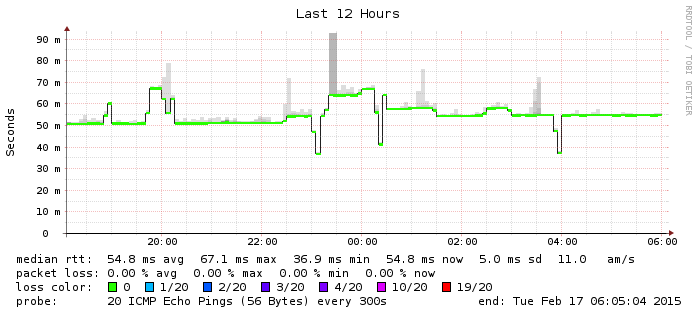 Last 12 Hours
RRDTOOL / TOBI OETIKER
Seconds
90 m
80 m
70 m
60 m
50 m
40 m
30 m
20 m
10 m
0
20:00 22:00 00:00 02:00 04:00 06:00
median rtt: 54.8 ms avg 67.1 ms max 36.9 ms min 54.8 ms now 5.0 ms sd 11.0 am/s
packet loss: 0.00 % avg 0.00 % max 0.00 % min 0.00 % now
loss color: 0 1/20 2/20 3/20 4/20 10/20 19/20
probe: 20 ICMP Echo Pings (56 Bytes) every 300s end: Tue Feb 17 06:05:04 2015